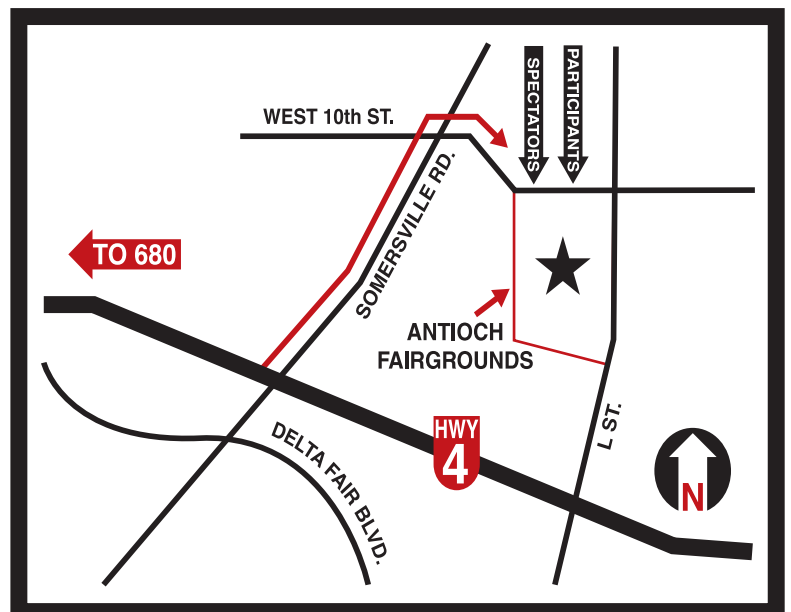 SPECTATORS
PARTICIPANTS
WEST 10th ST.
SOMERSVILLE RD.
TO 680
ANTIOCH
FAIRGROUNDS
HWY
4
L ST.
DELTA FAIR BLVD.
N